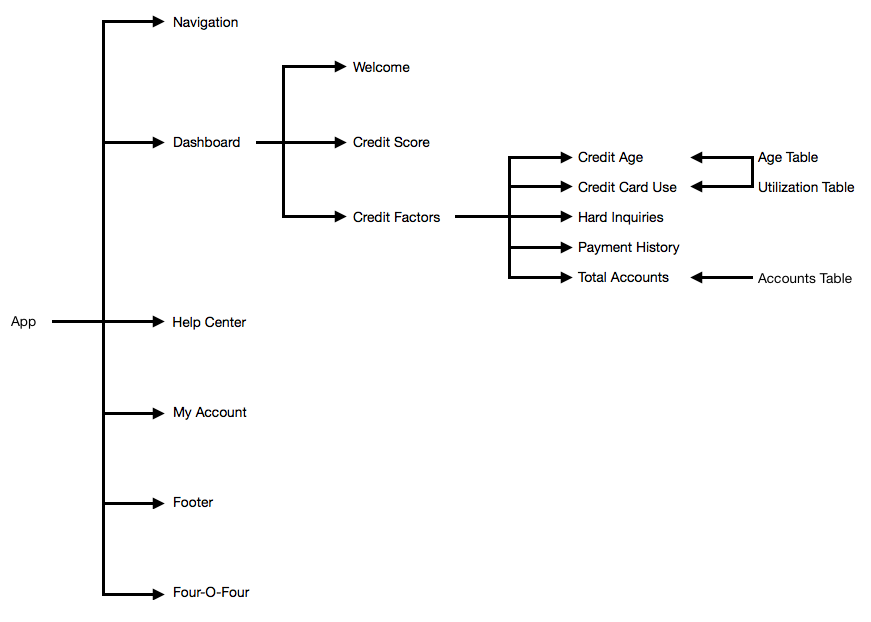 Navigation
Welcome
Dashboard
Credit Score
Credit Age
Age Table
Credit Card Use
Utilization Table
Credit Factors
Hard Inquiries
Payment History
Total Accounts
Accounts Table
App
Help Center
My Account
Footer
Four-O-Four